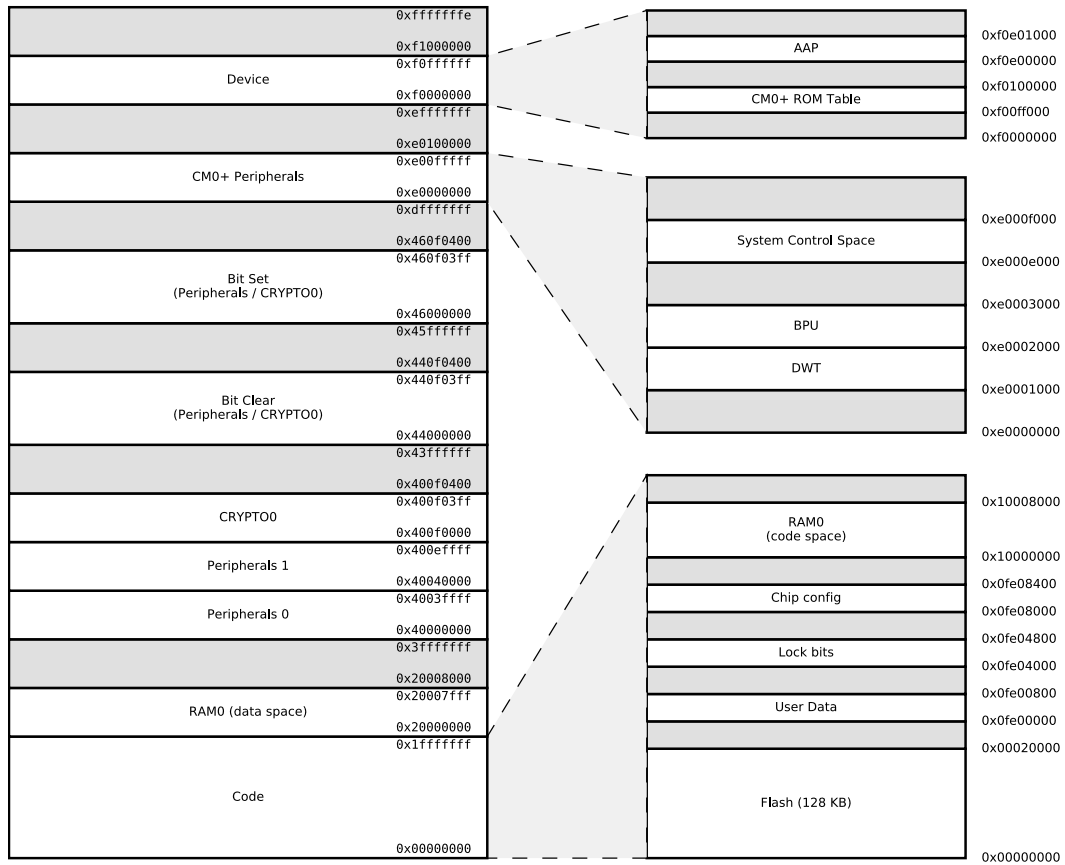 0xfffffffe
0xf1000000
0xf0ffffff
Device
0xf0000000
0xefffffff
0xe0100000
0xe00fffff
CM0+ Peripherals
0xe0000000
0xdfffffff
0x460f0400
0x460f03ff
Bit Set
(Peripherals / CRYPTO0)
0x46000000
0x45ffffff
0x440f0400
0x440f03ff
Bit Clear
(Peripherals / CRYPTO0)
0x44000000
0x43ffffff
0x400f0400
0x400f03ff
CRYPTO0
0x400f0000
0x400effff
Peripherals 1
0x40040000
0x4003ffff
Peripherals 0
0x40000000
0x3fffffff
0x20008000
0x20007fff
RAM0 (data space)
0x20000000
0x1fffffff
Code
0x00000000
0xf0e01000
AAP
0xf0e00000
0xf0100000
CM0+ ROM Table
0xf00ff000
0xf0000000
0xe000f000
System Control Space
0xe000e000
0xe0003000
BPU
0xe0002000
DWT
0xe0001000
0xe0000000
0x10008000
RAM0
(code space)
0x10000000
0x0fe08400
Chip config
0x0fe08000
0x0fe04800
Lock bits
0x0fe04000
0x0fe00800
User Data
0x0fe00000
0x00020000
Flash (128 KB)
0x00000000